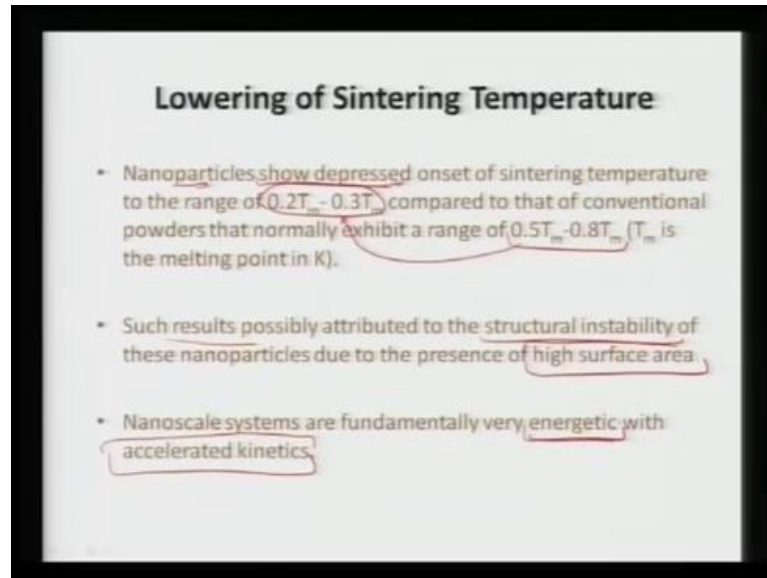 Lowering of Sintering Temperature
• Nanoparticles show depressed onset of sintering temperature
to the range of 0.2Tm - 0.3Tm compared to that of conventional
powders that normally exhibit a range of 0.5Tm-0.8Tm (Tm is
the melting point in K).
• Such results possibly attributed to the structural instability of
these nanoparticles due to the presence of high surface area
• Nanoscale systems are fundamentally very energetic with
accelerated kinetics.